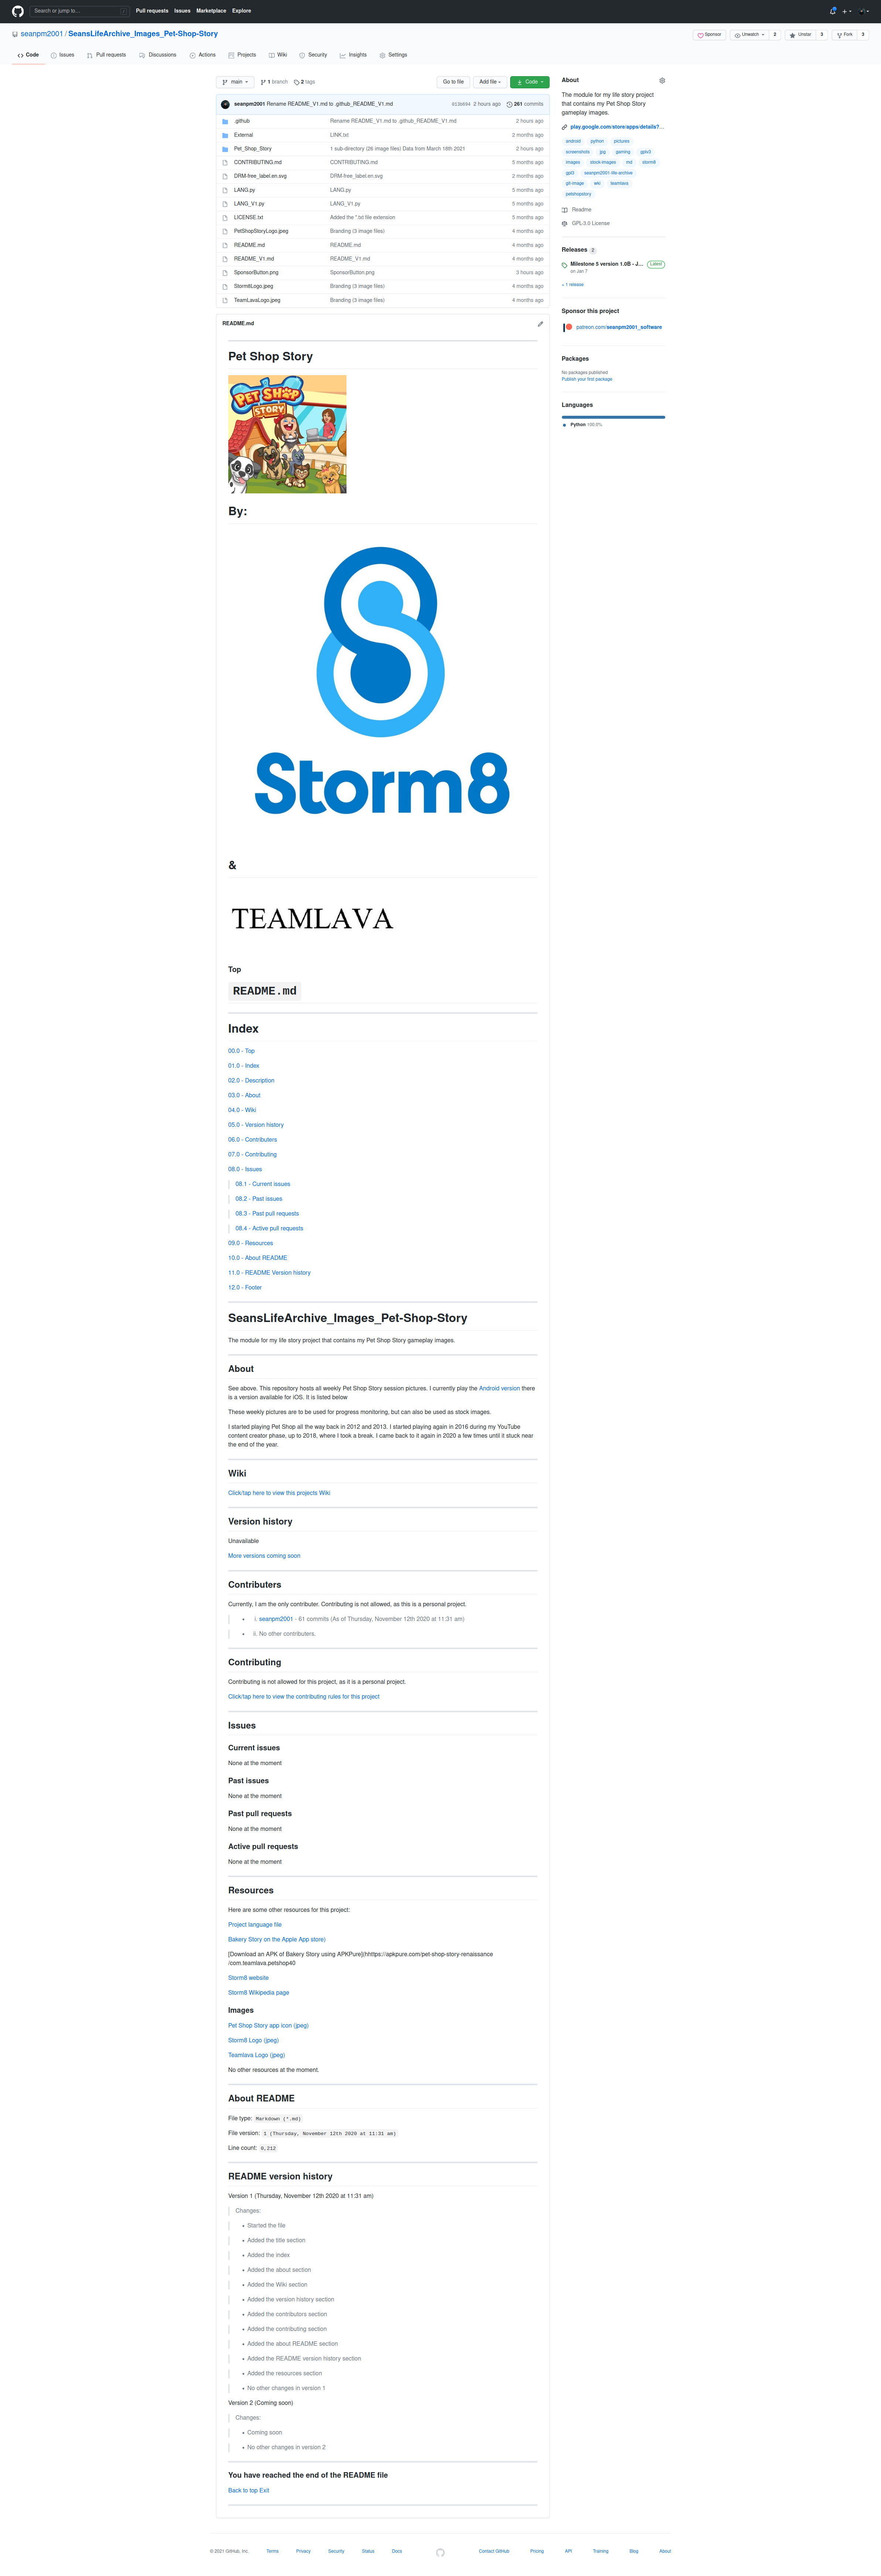 Search or jump to… /
Pull requests Issues Marketplace Explore
seanpm2001 / SeansLifeArchive_Images_Pet-Shop-Story
Sponsor Unwatch 2 Unstar 3 Fork 3
Code Issues Pull requests Discussions Actions Projects Wiki Security Insights Settings
main 1 branch 2 tags
Go to file Add file Code
seanpm2001 Rename README_V1.md to .github_README_V1.md 2 hours ago 261 commits
.github Rename README_V1.md to .github_README_V1.md 2 hours ago
External LINK.txt 2 months ago
Pet_Shop_Story 1 sub-directory (26 image files) Data from March 18th 2021 2 hours ago
CONTRIBUTING.md CONTRIBUTING.md 5 months ago
DRM-free_label.en.svg DRM-free_label.en.svg 2 months ago
LANG.py LANG.py 5 months ago
LANG_V1.py LANG_V1.py 5 months ago
LICENSE.txt Added the *.txt file extension 5 months ago
PetShopStoryLogo.jpeg Branding (3 image files) 4 months ago
README.md README.md 4 months ago
README_V1.md README_V1.md 4 months ago
SponsorButton.png SponsorButton.png 3 hours ago
Storm8Logo.jpeg Branding (3 image files) 4 months ago
TeamLavaLogo.jpeg Branding (3 image files) 4 months ago
About
The module for my life story project
that contains my Pet Shop Story
gameplay images.
play.google.com/store/apps/details?…
android python pictures
screenshots jpg gaming gplv3
images stock-images md storm8
gpl3 seanpm2001-life-archive
git-image wiki teamlava
petshopstory
Readme
GPL-3.0 License
Releases 2
Milestone 5 version 1.0B - J… Latest
on Jan 7
+ 1 release
Sponsor this project
patreon.com/seanpm2001_software
Packages
No packages published
Publish your first package
Languages
Python 100.0%
README.md
Pet Shop Story
PET SHOP
STORY
By:
Storm8
&
TEAMLAVA
Top
README.md
Index
00.0 - Top
01.0 - Index
02.0 - Description
03.0 - About
04.0 - Wiki
05.0 - Version history
06.0 - Contributers
07.0 - Contributing
08.0 - Issues
08.1 - Current issues
08.2 - Past issues
08.3 - Past pull requests
08.4 - Active pull requests
09.0 - Resources
10.0 - About README
11.0 - README Version history
12.0 - Footer
SeansLifeArchive_Images_Pet-Shop-Story
The module for my life story project that contains my Pet Shop Story gameplay images.
About
See above. This repository hosts all weekly Pet Shop Story session pictures. I currently play the Android version there
is a version available for iOS. It is listed below
These weekly pictures are to be used for progress monitoring, but can also be used as stock images.
I started playing Pet Shop all the way back in 2012 and 2013. I started playing again in 2016 during my YouTube
content creator phase, up to 2018, where I took a break. I came back to it again in 2020 a few times until it stuck near
the end of the year.
Wiki
Click/tap here to view this projects Wiki
Version history
Unavailable
More versions coming soon
Contributers
Currently, I am the only contributer. Contributing is not allowed, as this is a personal project.
• i. seanpm2001 - 61 commits (As of Thursday, November 12th 2020 at 11:31 am)
• ii. No other contributers.
Contributing
Contributing is not allowed for this project, as it is a personal project.
Click/tap here to view the contributing rules for this project
Issues
Current issues
None at the moment
Past issues
None at the moment
Past pull requests
None at the moment
Active pull requests
None at the moment
Resources
Here are some other resources for this project:
Project language file
Bakery Story on the Apple App store)
[Download an APK of Bakery Story using APKPure](hhttps://apkpure.com/pet-shop-story-renaissance
/com.teamlava.petshop40
Storm8 website
Storm8 Wikipedia page
Images
Pet Shop Story app icon (jpeg)
Storm8 Logo (jpeg)
Teamlava Logo (jpeg)
No other resources at the moment.
About README
File type: Markdown (*.md)
File version: 1 (Thursday, November 12th 2020 at 11:31 am)
Line count: 0,212
README version history
Version 1 (Thursday, November 12th 2020 at 11:31 am)
Changes:
• Started the file
• Added the title section
• Added the index
• Added the about section
• Added the Wiki section
• Added the version history section
• Added the contributors section
• Added the contributing section
• Added the about README section
• Added the README version history section
• Added the resources section
• No other changes in version 1
Version 2 (Coming soon)
Changes:
• Coming soon
• No other changes in version 2
You have reached the end of the README file
Back to top Exit
© 2021 GitHub, Inc. Terms Privacy Security Status Docs Contact GitHub Pricing API Training Blog About